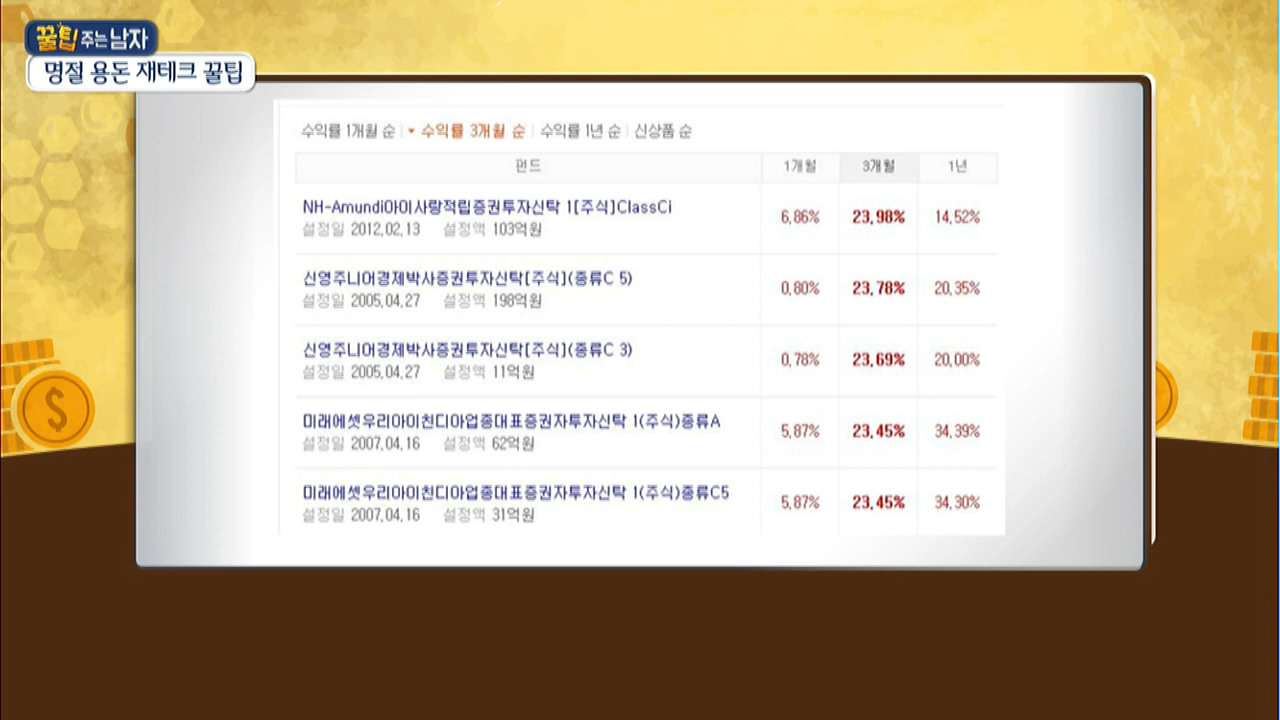 꿀팁 주는 남자
명절 용돈 재테크 꿀팁
수익률 1개월 순 | ▾ 수익률 3개월 순 | 수익률 1년 순 | 신상품 순
펀드 1개월 3개월 1년
NH-Amundi아이사랑적립증권투자신탁 1[주식]ClassCi
설정일 2012.02.13 설정액 103억원
6.86% 23.98% 14.52%
신영주니어경제박사증권투자신탁[주식](종류C 5)
설정일 2005.04.27 설정액 198억원
0.80% 23.78% 20.35%
신영주니어경제박사증권투자신탁[주식](종류C 3)
설정일 2005.04.27 설정액 11억원
0.78% 23.69% 20.00%
미래에셋우리아이친디아업종대표증권자투자신탁 1(주식)종류A
설정일 2007.04.16 설정액 62억원
5.87% 23.45% 34.39%
미래에셋우리아이친디아업종대표증권자투자신탁 1(주식)종류C5
설정일 2007.04.16 설정액 31억원
5.87% 23.45% 34.30%
$